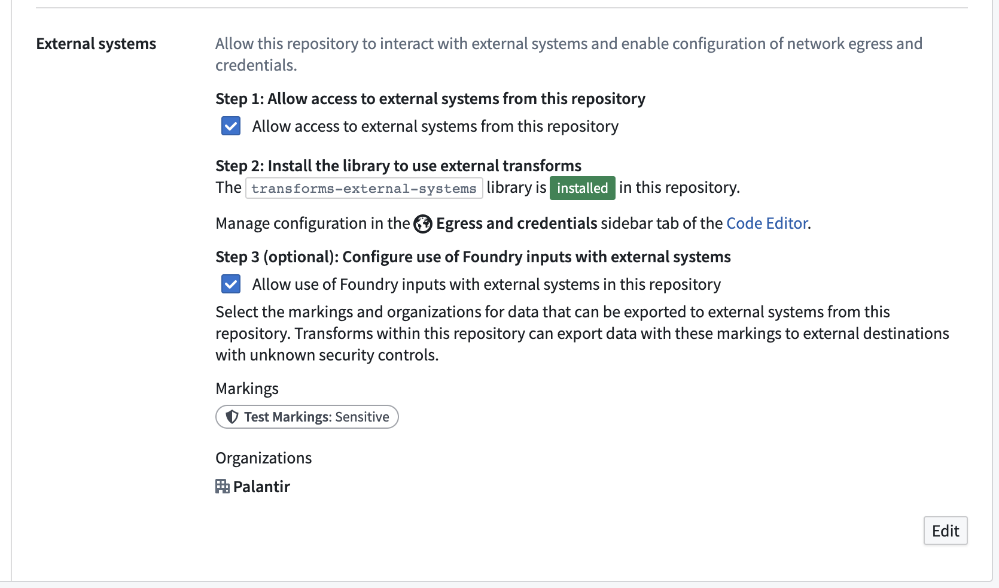 External systems
Allow this repository to interact with external systems and enable configuration of network egress and
credentials.
Step 1: Allow access to external systems from this repository
Allow access to external systems from this repository
Step 2: Install the library to use external transforms
The transforms-external-systems library is installed in this repository.
Manage configuration in the Egress and credentials sidebar tab of the Code Editor.
Step 3 (optional): Configure use of Foundry inputs with external systems
Allow use of Foundry inputs with external systems in this repository
Select the markings and organizations for data that can be exported to external systems from this
repository. Transforms within this repository can export data with these markings to external destinations
with unknown security controls.
Markings
Test Markings: Sensitive
Organizations
Palantir
Edit